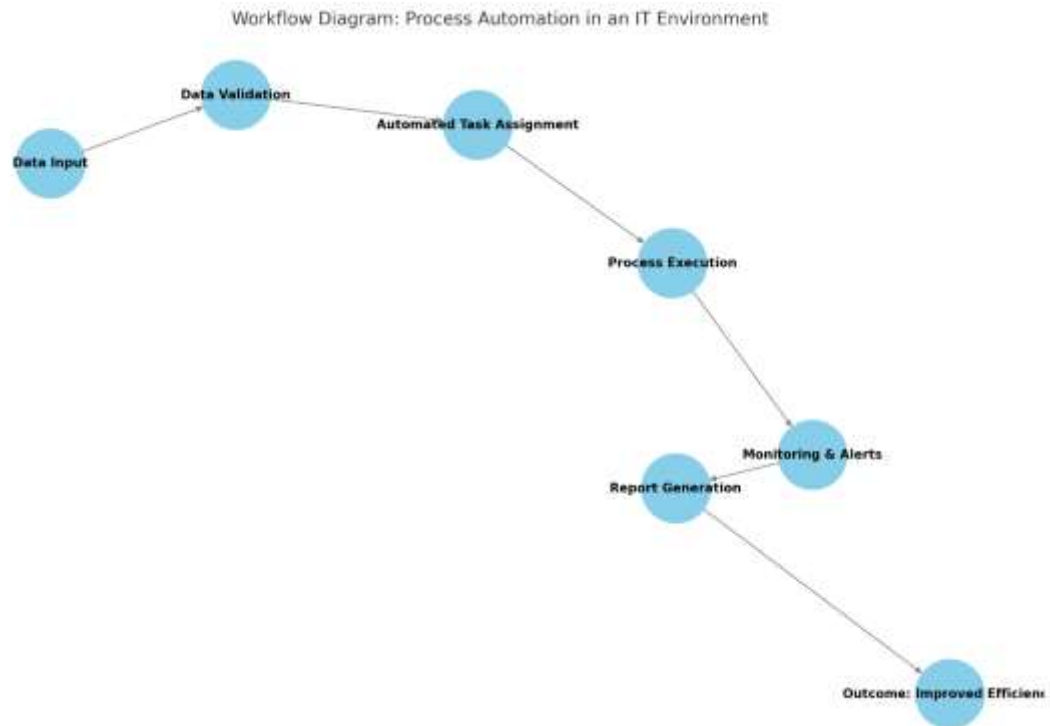 Workflow Diagram: Process Automation in an IT Environment
Data Validation
Automated Task Assignment
Data Input
Process Execution
Monitoring & Alerts
Report Generation
Outcome: Improved Efficienc